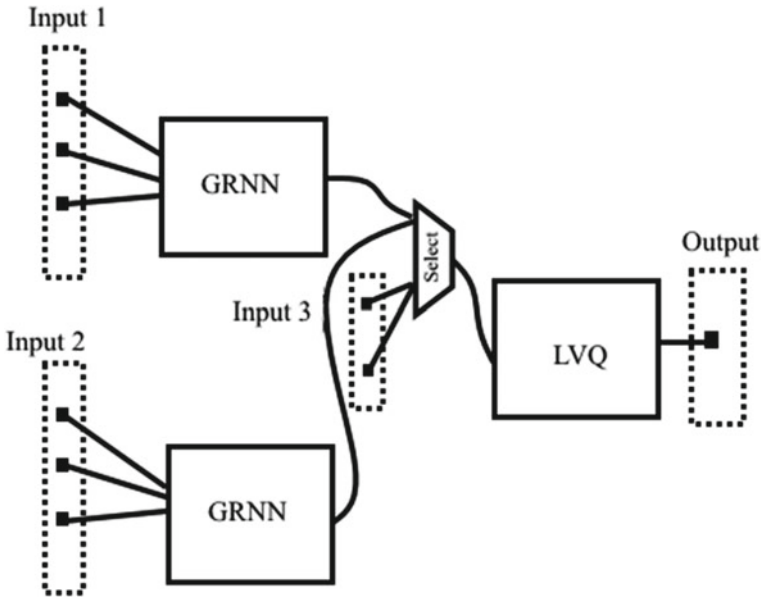 Input 1
GRNN
Select
Output
Input 3
Input 2
LVQ
GRNN